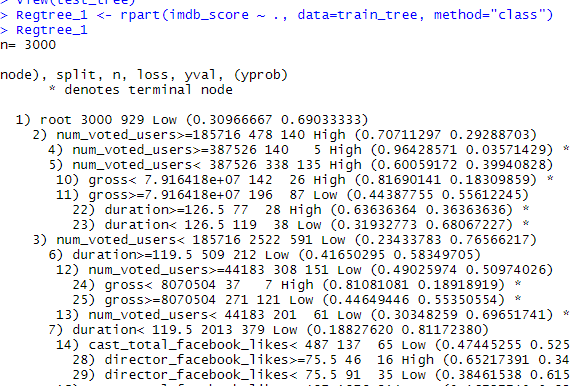 > View(test_tree)
> Regtree_1 <- rpart(imdb_score ~ ., data=train_tree, method="class")
> Regtree_1
n= 3000

node), split, n, loss, yval, (yprob)
      * denotes terminal node

  1) root 3000 929 Low (0.30966667 0.69033333)
    2) num_voted_users>=185716 478 140 High (0.70711297 0.29288703)
      4) num_voted_users>=387526 140   5 High (0.96428571 0.03571429) *
      5) num_voted_users< 387526 338 135 High (0.60059172 0.39940828)
       10) gross< 7.916418e+07 142  26 High (0.81690141 0.18309859) *
       11) gross>=7.916418e+07 196  87 Low (0.44387755 0.55612245)
         22) duration>=126.5 77  28 High (0.63636364 0.36363636) *
         23) duration< 126.5 119  38 Low (0.31932773 0.68067227) *
    3) num_voted_users< 185716 2522 591 Low (0.23433783 0.76566217)
      6) duration>=119.5 509 212 Low (0.41650295 0.58349705)
       12) num_voted_users>=44183 308 151 Low (0.49025974 0.50974026)
         24) gross< 8070504 37   7 High (0.81081081 0.18918919) *
         25) gross>=8070504 271 121 Low (0.44649446 0.55350554) *
       13) num_voted_users< 44183 201  61 Low (0.30348259 0.69651741) *
      7) duration< 119.5 2013 379 Low (0.18827620 0.81172380)
       14) cast_total_facebook_likes< 487 137  65 Low (0.47445255 0.525
         28) director_facebook_likes>=75.5 46  16 High (0.65217391 0.34
         29) director_facebook_likes< 75.5 91  35 Low (0.38461538 0.615